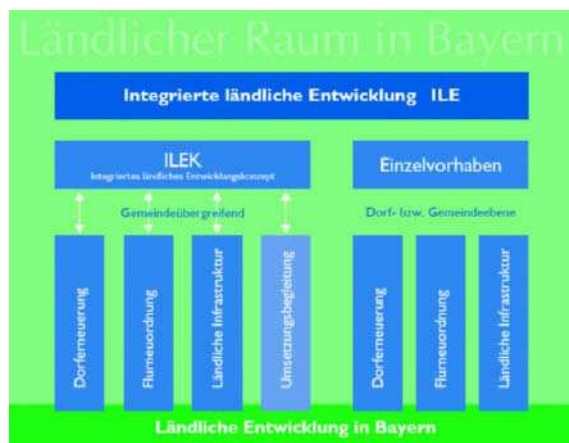 Ländlicher Raum in Bayern
Integrierte ländliche Entwicklung ILE
ILEK
Integriertes ländliches Entwicklungskonzept
Einzelvorhaben
Gemeindeübergreifend
Dorf- bzw. Gemeindeebene
Dorferneuerung
Flurneuordnung
Ländliche Infrastruktur
Umsetzungsbegleitung
Dorferneuerung
Flurneuordnung
Ländliche Infrastruktur
Ländliche Entwicklung in Bayern